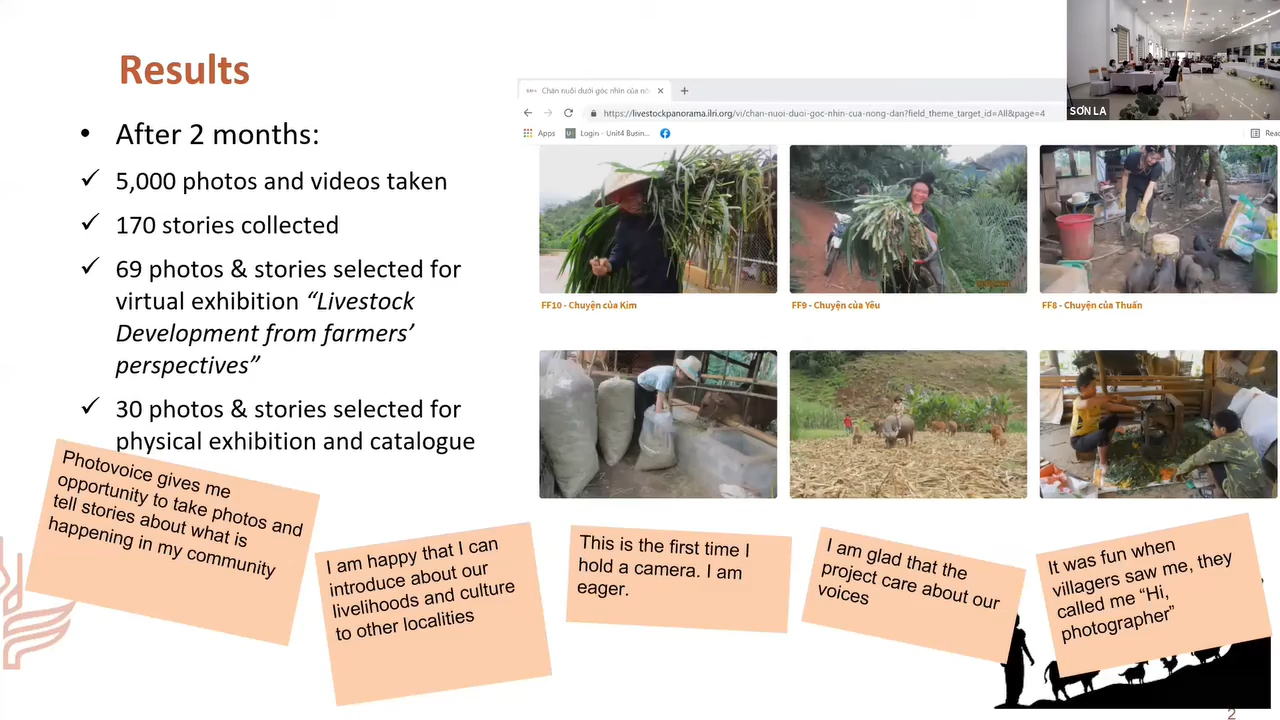 Results
• After 2 months:
✓ 5,000 photos and videos taken
✓ 170 stories collected
✓ 69 photos & stories selected for
virtual exhibition “Livestock
Development from farmers’
perspectives”
✓ 30 photos & stories selected for
physical exhibition and catalogue
Chăn nuôi dưới góc nhìn của nô
https://livestockpanorama.ilri.org/vi/chan-nuoi-duoi-goc-nhin-cua-nong-dan?field_theme_target_id=All&page=4
Apps
Login - Unit4 Busin...
Reac
SƠN LA
FF10 - Chuyện của Kim
FF9 - Chuyện của Yêu
FF8 - Chuyện của Thuấn
Photovoice gives me
opportunity to take photos and
tell stories about what is
happening in my community
I am happy that I can
introduce about our
livelihoods and culture
to other localities
This is the first time I
hold a camera. I am
eager.
I am glad that the
project care about our
voices
It was fun when
villagers saw me, they
called me “Hi,
photographer”
2